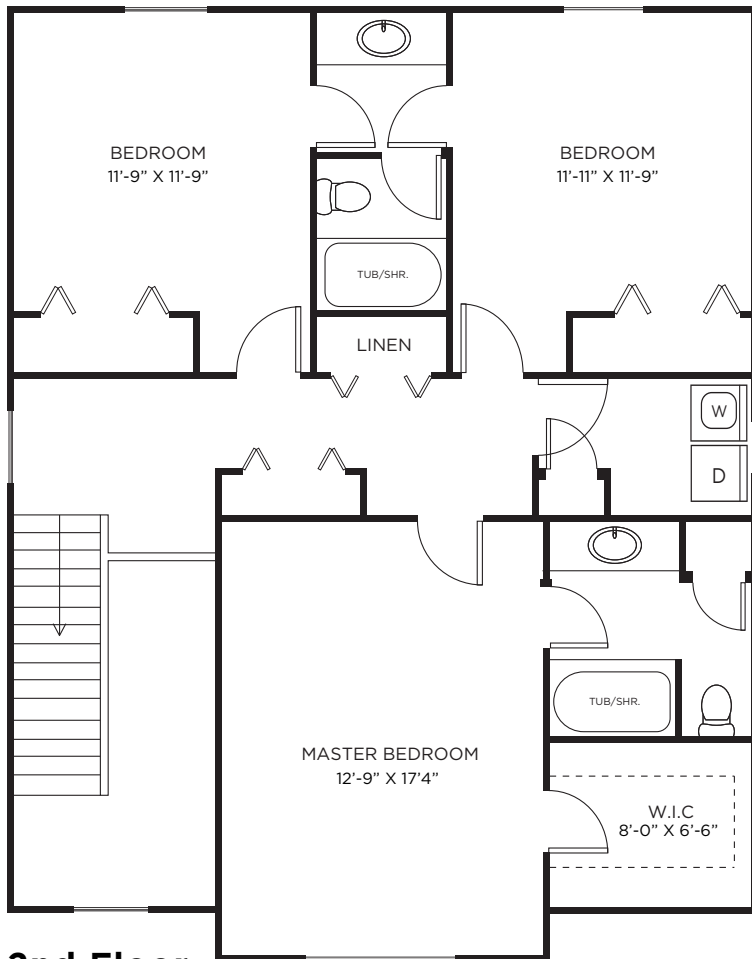 BEDROOM
11’-9” X 11’-9”
BEDROOM
11’-11” X 11’-9”
TUB/SHR.
LINEN
W
D
TUB/SHR.
MASTER BEDROOM
12’-9” X 17’4”
W.I.C
8’-0” X 6’-6”
2nd Floor